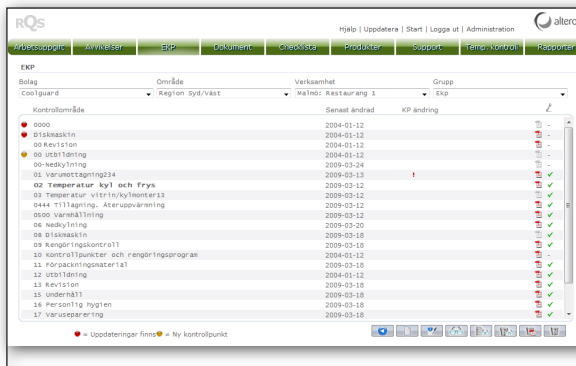 RQS
Hjälp | Uppdatera | Start | Logga ut | Administration
altero
Arbetsuppgift Avvikelser EKP Dokument Checklista Produkter Support Temp. kontroll Rapporter
EKP
Bolag Område Verksamhet Grupp
Coolguard Region Syd/Väst Malmö: Restaurang 1 Ekp
Kontrollområde Senast ändrad KP ändring
0000 2004-01-12 -
Diskmaskin 2004-01-12 -
00 Revision 2004-01-12 -
00 Utbildning 2004-01-12 -
00-Nedkylning 2009-03-24 -
01 Varumottagning234 2009-03-13 ! ✓
02 Temperatur kyl och frys 2009-03-12 ✓
03 Temperatur vitrin/kylmonter13 2009-03-12 ✓
0444 Tillagning. Återuppvärmning 2009-03-12 ✓
0500 Varmhållning 2009-03-12 ✓
06 Nedkylning 2009-03-20 ✓
08 Diskmaskin 2009-03-18 ✓
09 Rengöringskontroll 2009-03-18 ✓
10 Kontrollpunkter och rengöringsprogram 2004-01-12 -
11 Förpackningsmaterial 2009-03-18 ✓
12 Utbildning 2004-01-12 ✓
13 Revision 2009-03-18 ✓
15 Underhåll 2009-03-18 ✓
16 Personlig hygien 2009-03-18 ✓
17 Varuseparering 2009-03-18 ✓
= Uppdateringar finns = Ny kontrollpunkt